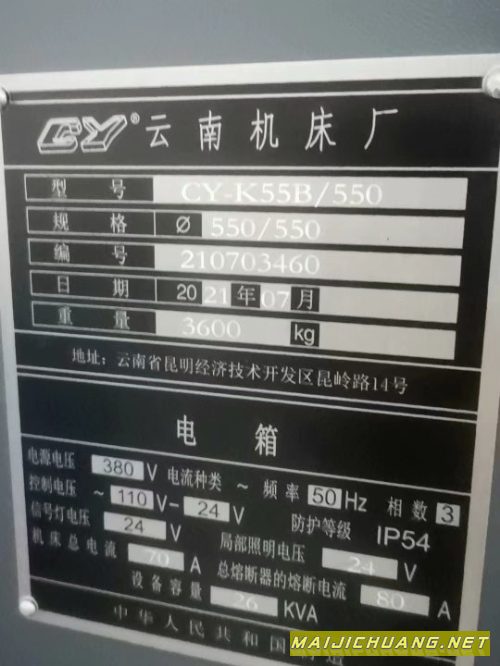 CY® 云南机床厂
型号 CY-K55B/550
规格 Ø 550/550
编号 210703460
日期 2021年07月
重量 3600 kg
地址：云南省昆明经济技术开发区昆岭路14号
电箱
电源电压 380 V 电流种类 ~ 频率 50 Hz 相数 3
控制电压 ~ 110 V- 24 V 防护等级 IP54
信号灯电压 24 V 局部照明电压 24 V
机床总电流 70 A 总熔断器的熔断电流 80 A
设备容量 26 KVA
中华人民共和国制造
MAIJICHUANG.NET